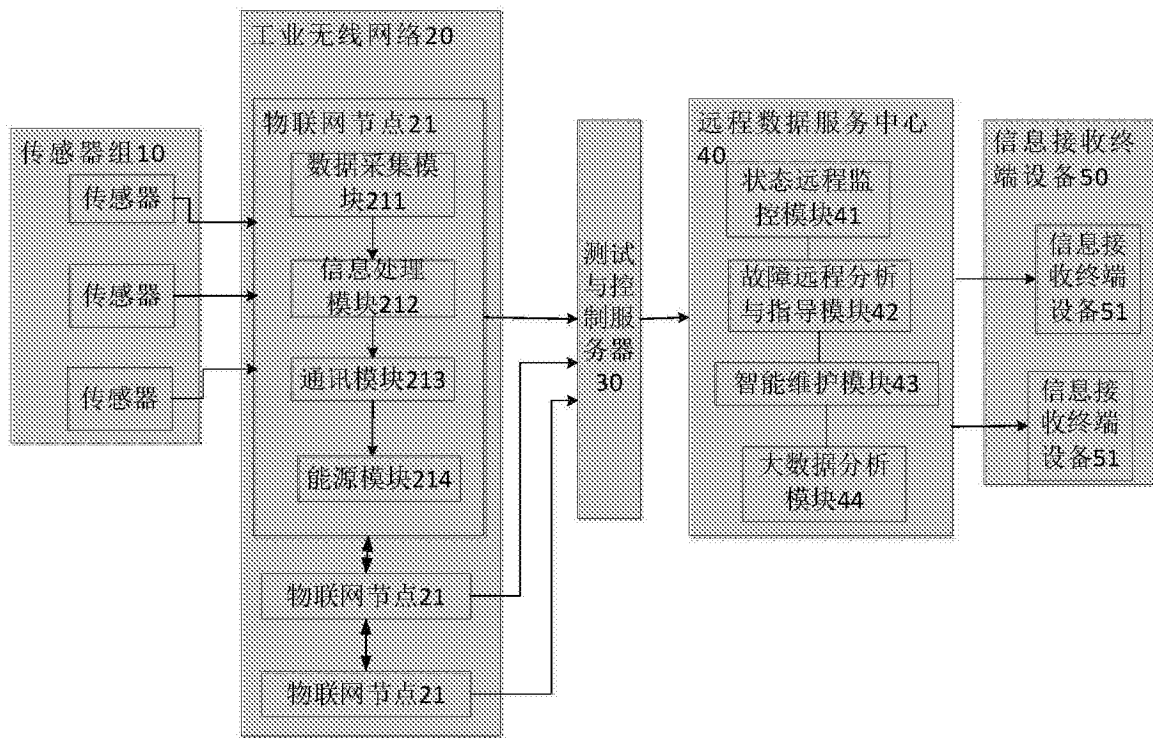 传感器组10
传感器
传感器
传感器
工业无线网络20
物联网节点21
数据采集模
块211
信息处理
模块212
通讯模块213
能源模块214
物联网节点21
物联网节点21
测试
与控
制服
务器
30
远程数据服务中心
40
状态远程监
控模块41
故障远程分析
与指导模块42
智能维护模块43
大数据分析
模块44
信息接收终
端设备50
信息接
收终端
设备51
信息接
收终端
设备51